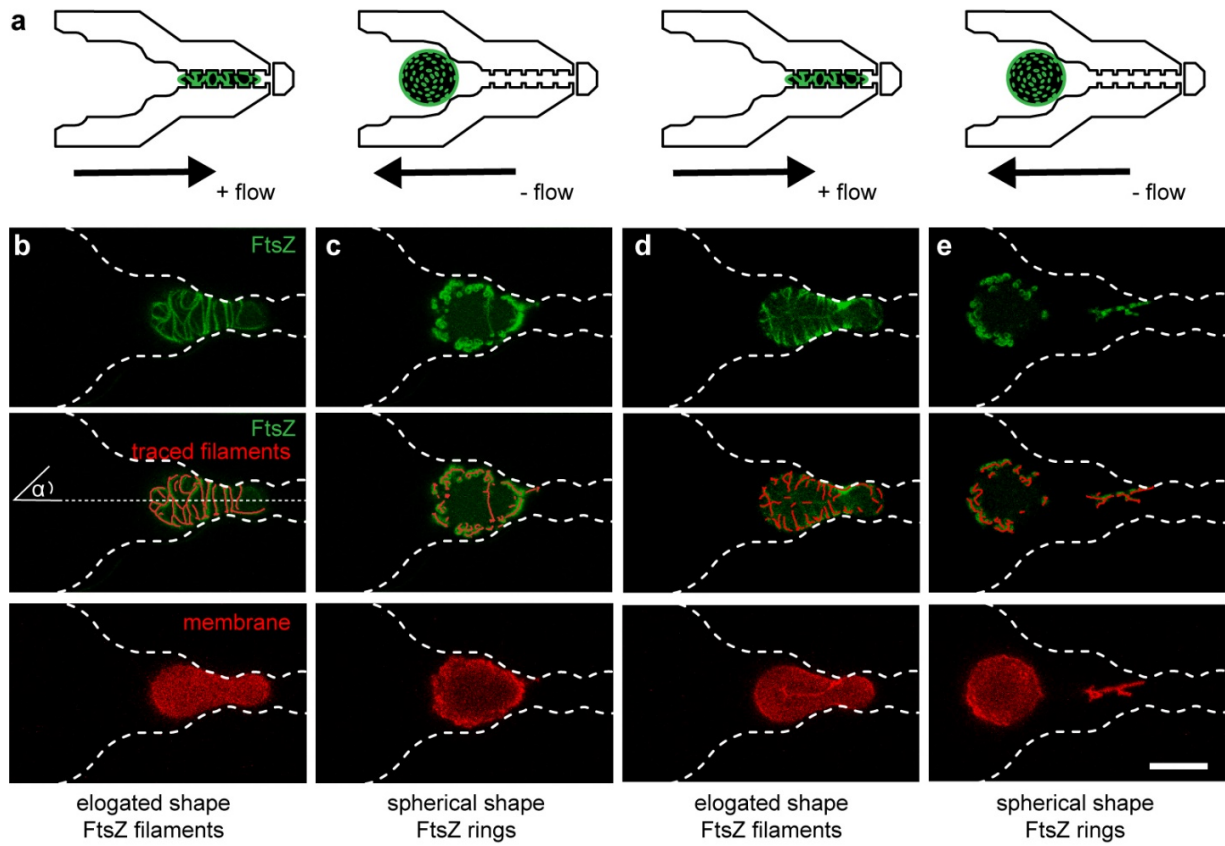 a
+ flow
- flow
+ flow
- flow
b
FtsZ
c
d
e
FtsZ
traced filaments
α
membrane
elogated shape
FtsZ filaments
spherical shape
FtsZ rings
elogated shape
FtsZ filaments
spherical shape
FtsZ rings